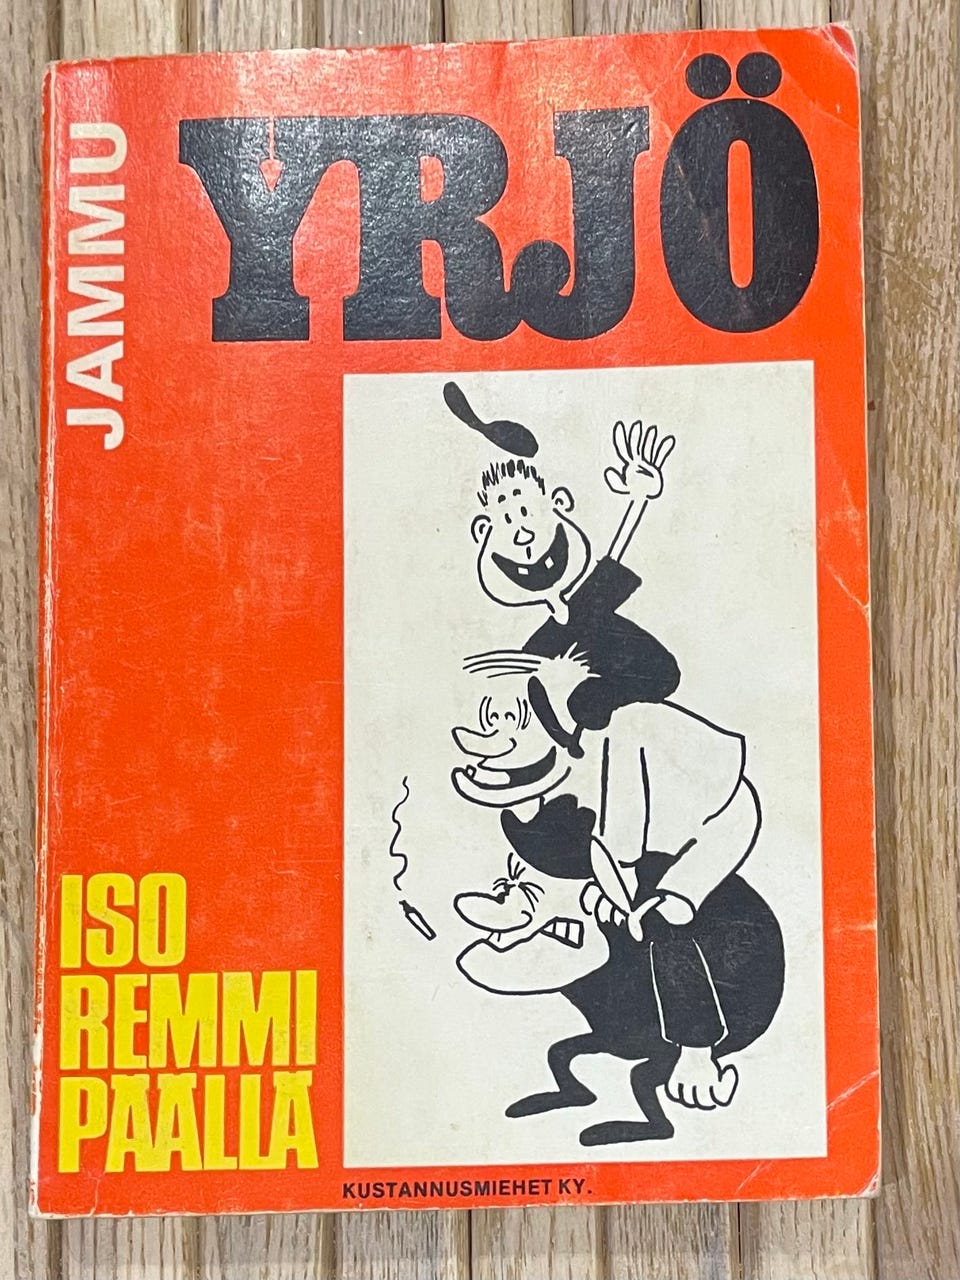 JAMMU
YRJÖ
ISO
REMMI
PÄÄLLÄ
KUSTANNUSMIEHET KY.